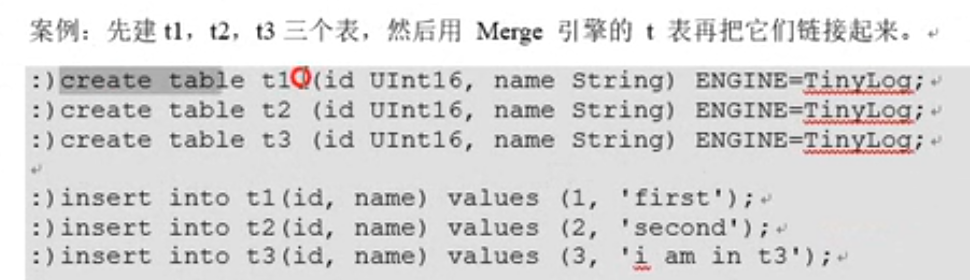 案例：先建 t1，t2，t3 三个表，然后用 Merge 引擎的 t 表再把它们链接起来。
:)create table t1 (id UInt16, name String) ENGINE=TinyLog;
:)create table t2 (id UInt16, name String) ENGINE=TinyLog;
:)create table t3 (id UInt16, name String) ENGINE=TinyLog;
:)insert into t1(id, name) values (1, 'first');
:)insert into t2(id, name) values (2, 'second');
:)insert into t3(id, name) values (3, 'i am in t3');